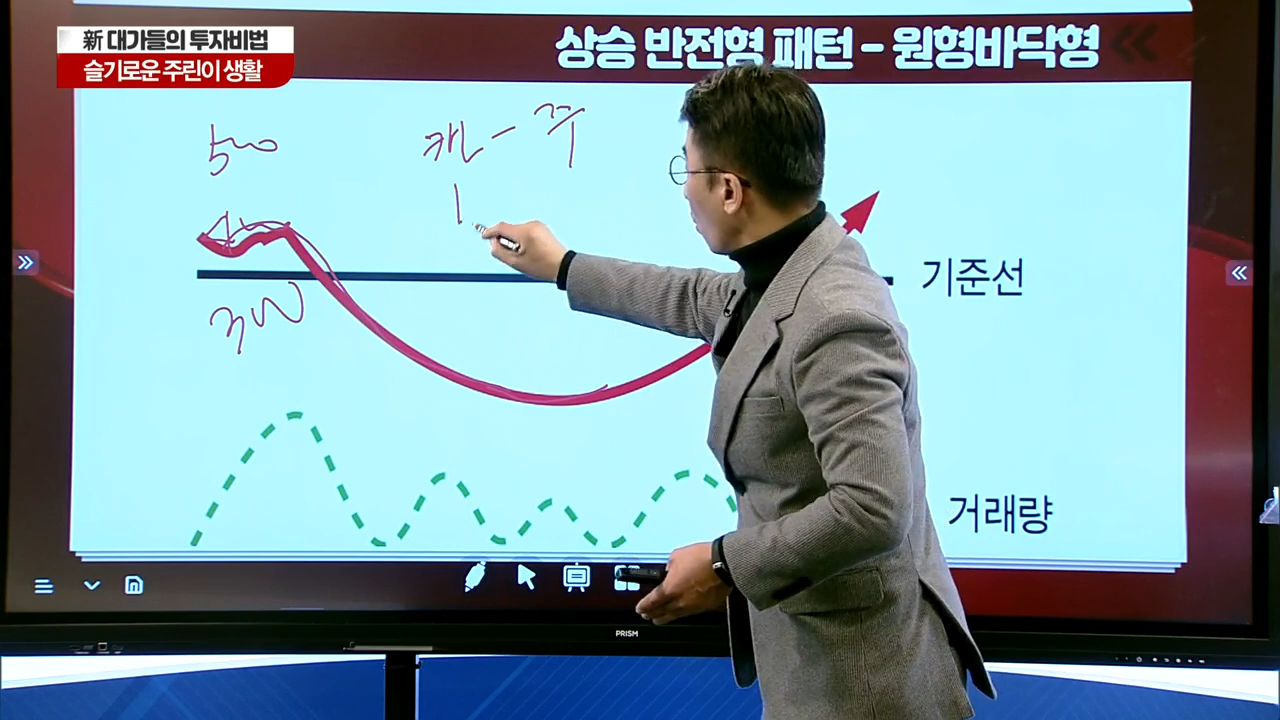 新 대가들의 투자비법
슬기로운 주린이 생활
상승 반전형 패턴 - 원형바닥형
기준선
거래량
PRISM